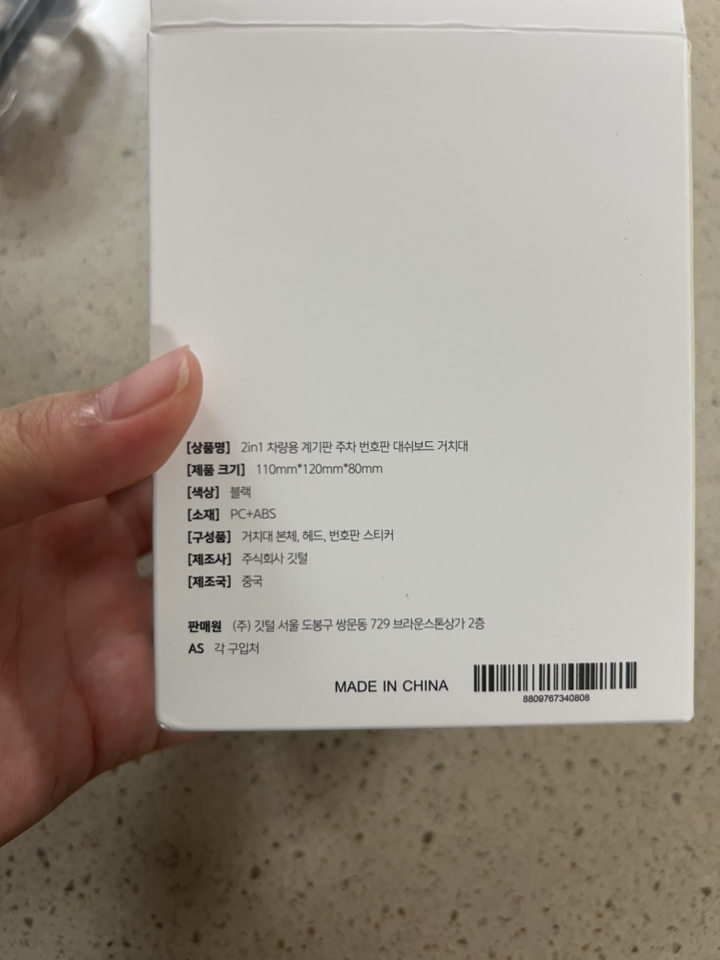 [상품명] 2in1 차량용 계기판 주차 번호판 대쉬보드 거치대
[제품 크기] 110mm*120mm*80mm
[색상] 블랙
[소재] PC+ABS
[구성품] 거치대 본체, 헤드, 번호판 스티커
[제조사] 주식회사 깃털
[제조국] 중국
판매원 (주) 깃털 서울 도봉구 쌍문동 729 브라운스톤상가 2층
AS 각 구입처
MADE IN CHINA
8809767340808